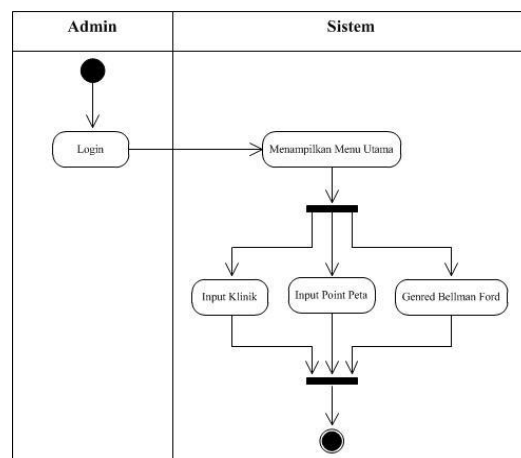 Admin
Sistem
Login
Menampilkan Menu Utama
Input Klinik
Input Point Peta
Genred Bellman Ford